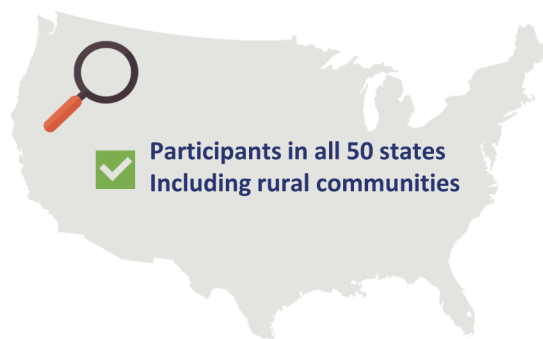 Participants in all 50 states
Including rural communities